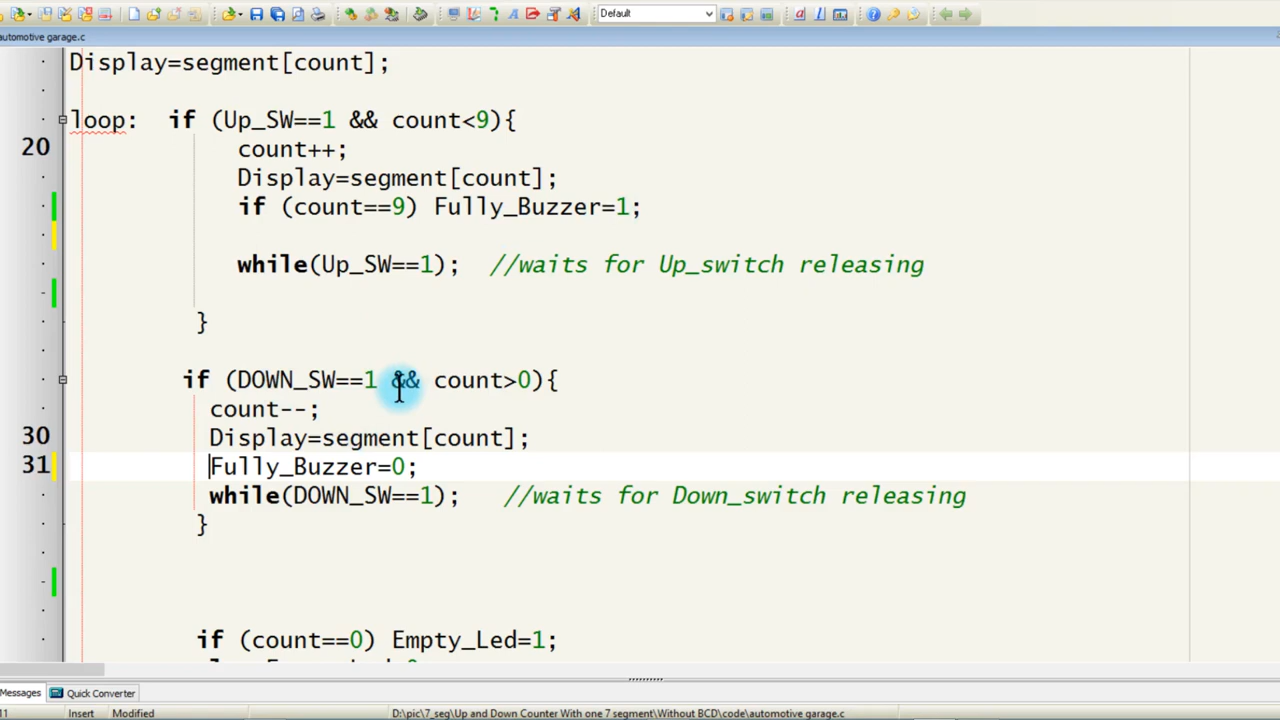 Default
automotive garage.c
Display=segment[count];
loop: if (Up_SW==1 && count<9){
20 count++;
Display=segment[count];
if (count==9) Fully_Buzzer=1;
while(Up_SW==1); //waits for Up_switch releasing
}
if (DOWN_SW==1 && count>0){
count--;
30 Display=segment[count];
31 Fully_Buzzer=0;
while(DOWN_SW==1); //waits for Down_switch releasing
}
if (count==0) Empty_Led=1;
Messages Quick Converter
11 Insert Modified D:\pic\7_seg\Up and Down Counter With one 7 segment\Without BCD\code\automotive garage.c